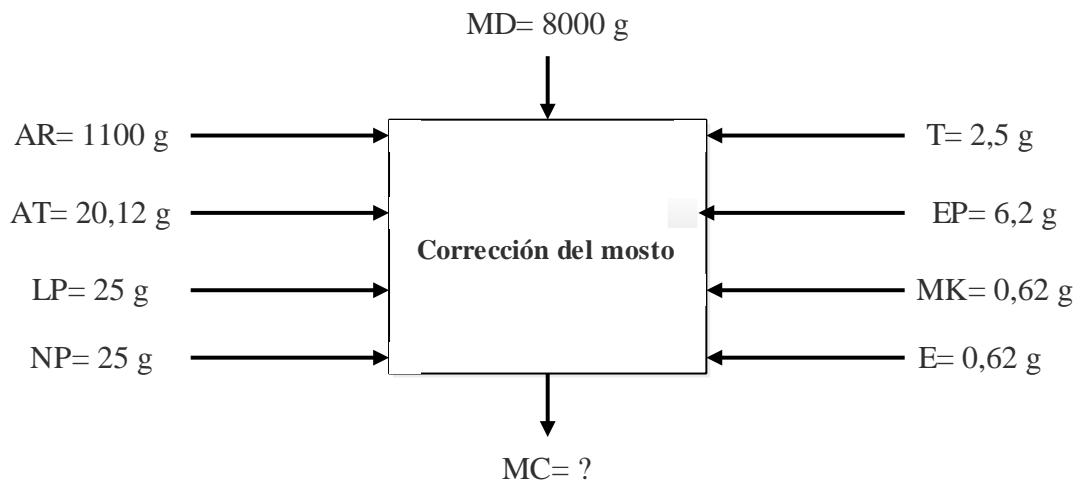 MD= 8000 g
AR= 1100 g
T= 2,5 g
AT= 20,12 g
EP= 6,2 g
Corrección del mosto
LP= 25 g
MK= 0,62 g
NP= 25 g
E= 0,62 g
MC= ?